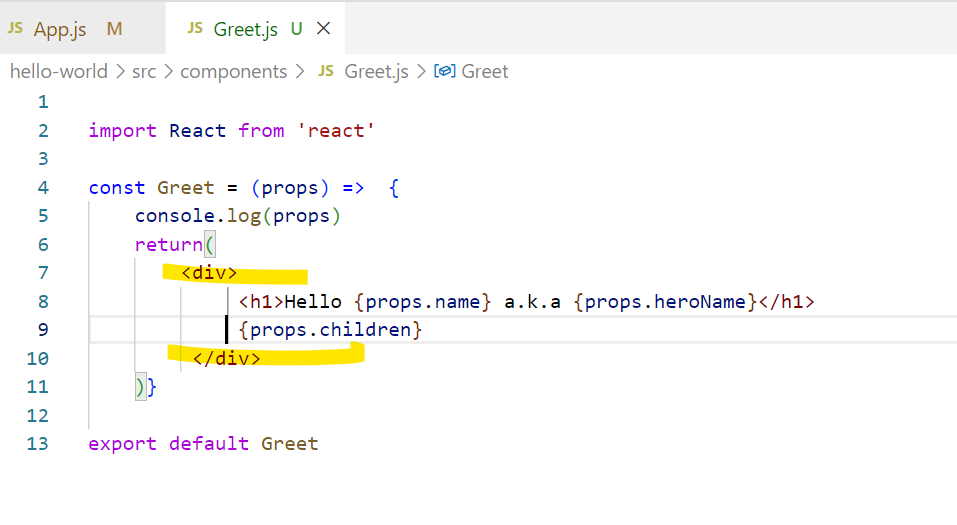 JS App.js M JS Greet.js U
hello-world > src > components > JS Greet.js > Greet
1
2 import React from 'react'
3
4 const Greet = (props) => {
5 console.log(props)
6 return(
7 <div>
8 <h1>Hello {props.name} a.k.a {props.heroName}</h1>
9 {props.children}
10 </div>
11 )}
12
13 export default Greet